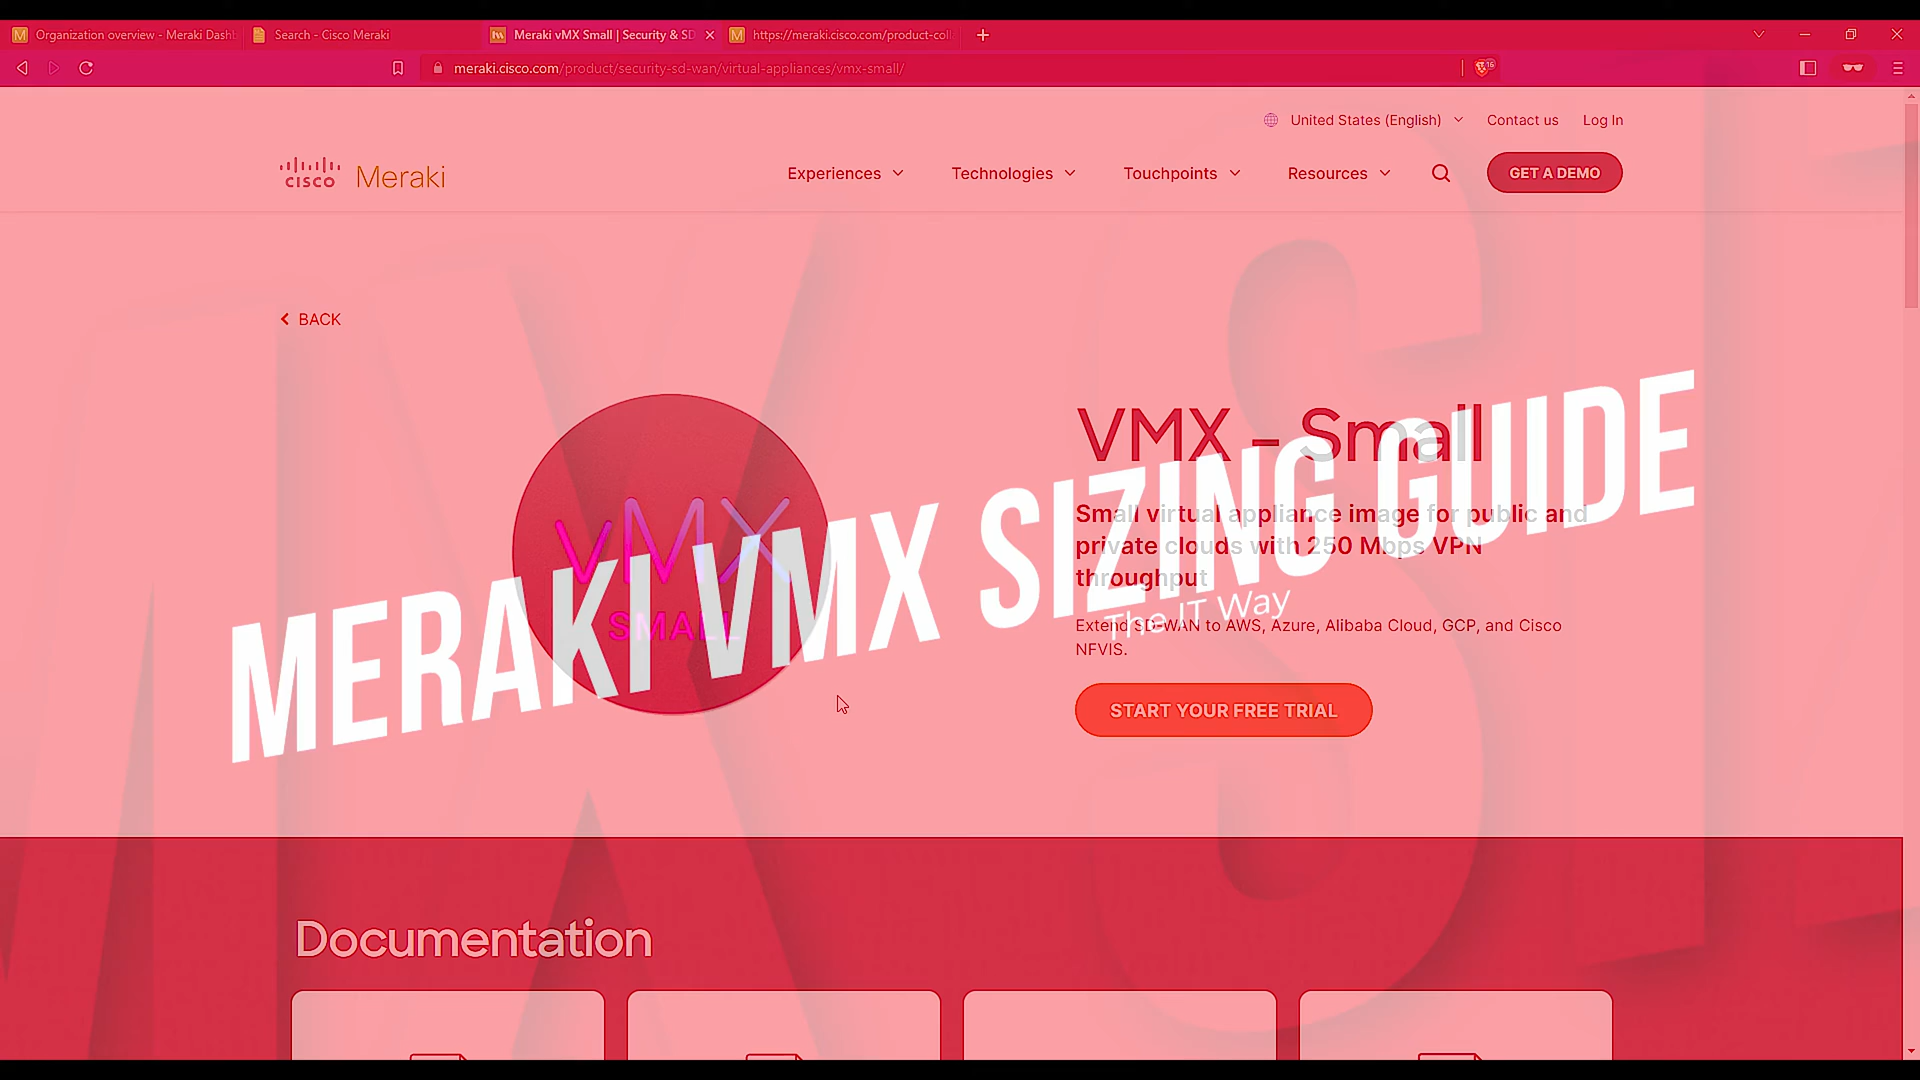 Organization overview - Meraki Dashb
Search - Cisco Meraki
Meraki vMX Small | Security & SD
https://meraki.cisco.com/product-coll
meraki.cisco.com/product/security-sd-wan/virtual-appliances/vmx-small/
16
United States (English)
Contact us
Log In
CISCO Meraki
Experiences
Technologies
Touchpoints
Resources
GET A DEMO
BACK
vMX
SMALL
VMX – Small
Small virtual appliance image for public and
private clouds with 250 Mbps VPN
throughput
Extend SD-WAN to AWS, Azure, Alibaba Cloud, GCP, and Cisco
NFVIS.
START YOUR FREE TRIAL
MERAKI VMX SIZING GUIDE
The IT Way
Documentation